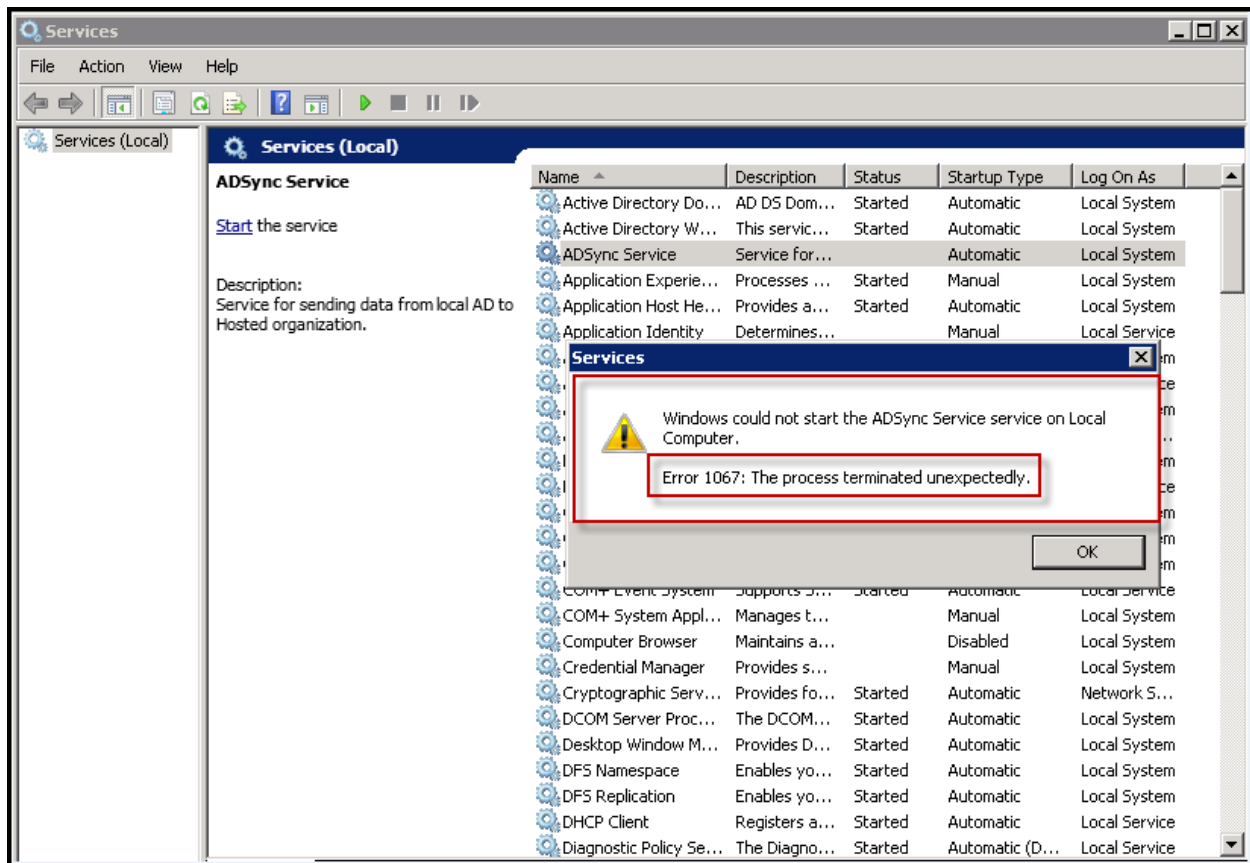 Services
File Action View Help
Services (Local)
Services (Local)
ADSync Service
Start the service
Description:
Service for sending data from local AD to
Hosted organization.
Name Description Status Startup Type Log On As
Active Directory Do... AD DS Dom... Started Automatic Local System
Active Directory W... This servic... Started Automatic Local System
ADSync Service Service for... Automatic Local System
Application Experie... Processes ... Started Manual Local System
Application Host He... Provides a... Started Automatic Local System
Application Identity Determines... Manual Local Service
Services
Windows could not start the ADSync Service service on Local
Computer.
Error 1067: The process terminated unexpectedly.
OK
COM+ Event System Supports S... Started Automatic Local Service
COM+ System Appl... Manages t... Manual Local System
Computer Browser Maintains a... Disabled Local System
Credential Manager Provides s... Manual Local System
Cryptographic Serv... Provides fo... Started Automatic Network S...
DCOM Server Proc... The DCOM... Started Automatic Local System
Desktop Window M... Provides D... Started Automatic Local System
DFS Namespace Enables yo... Started Automatic Local System
DFS Replication Enables yo... Started Automatic Local System
DHCP Client Registers a... Started Automatic Local Service
Diagnostic Policy Se... The Diagno... Started Automatic (D... Local Service